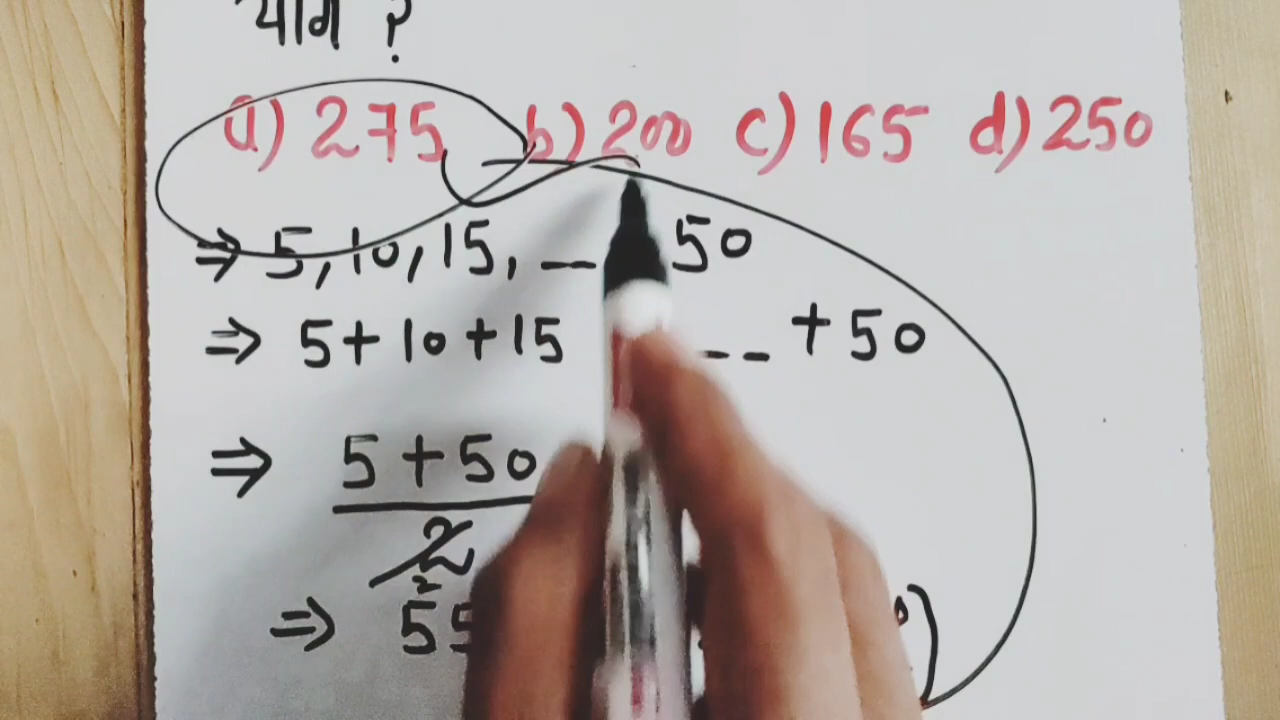 योग ?
a) 275 b) 200 c) 165 d) 250
⇒ 5, 10, 15, _ 50
⇒ 5 + 10 + 15 _ _ + 50
⇒ 5 + 50
2
⇒ 55